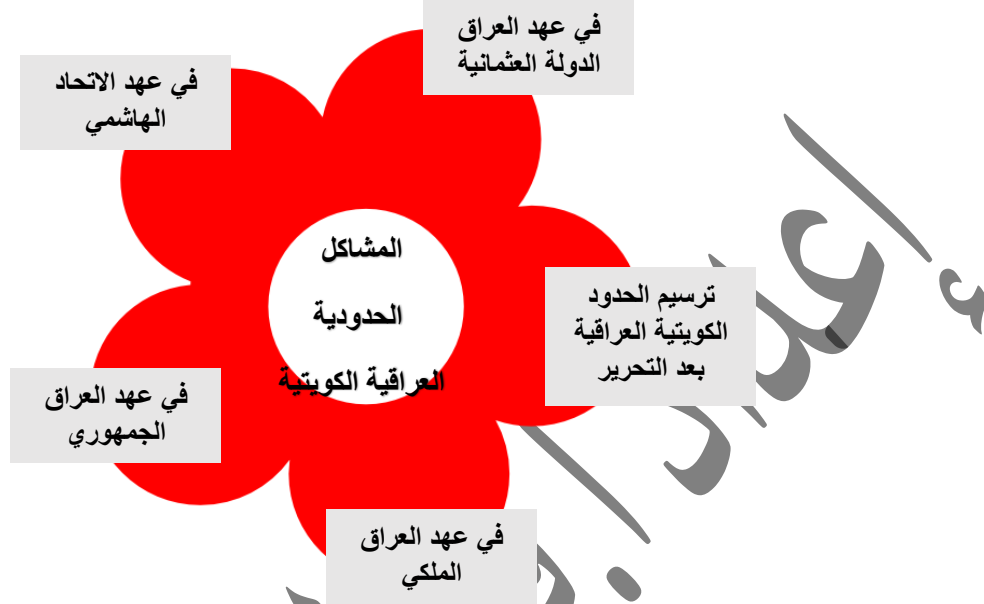 في عهد العراق
الدولة العثمانية
في عهد الاتحاد
الهاشمي
المشاكل
الحدودية
العراقية الكويتية
ترسيم الحدود
الكويتية العراقية
بعد التحرير
في عهد العراق
الجمهوري
في عهد العراق
الملكي
إعداد